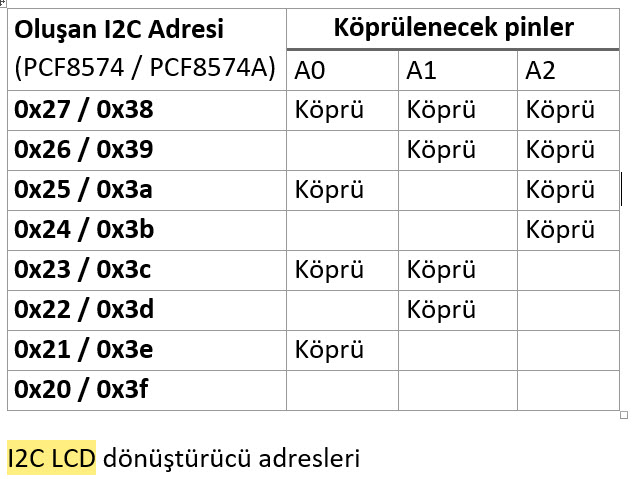 Oluşan I2C Adresi
(PCF8574 / PCF8574A)
Köprülenecek pinler
A0 A1 A2
0x27 / 0x38 Köprü Köprü Köprü
0x26 / 0x39 Köprü Köprü
0x25 / 0x3a Köprü Köprü
0x24 / 0x3b Köprü
0x23 / 0x3c Köprü Köprü
0x22 / 0x3d Köprü
0x21 / 0x3e Köprü
0x20 / 0x3f
I2C LCD dönüştürücü adresleri